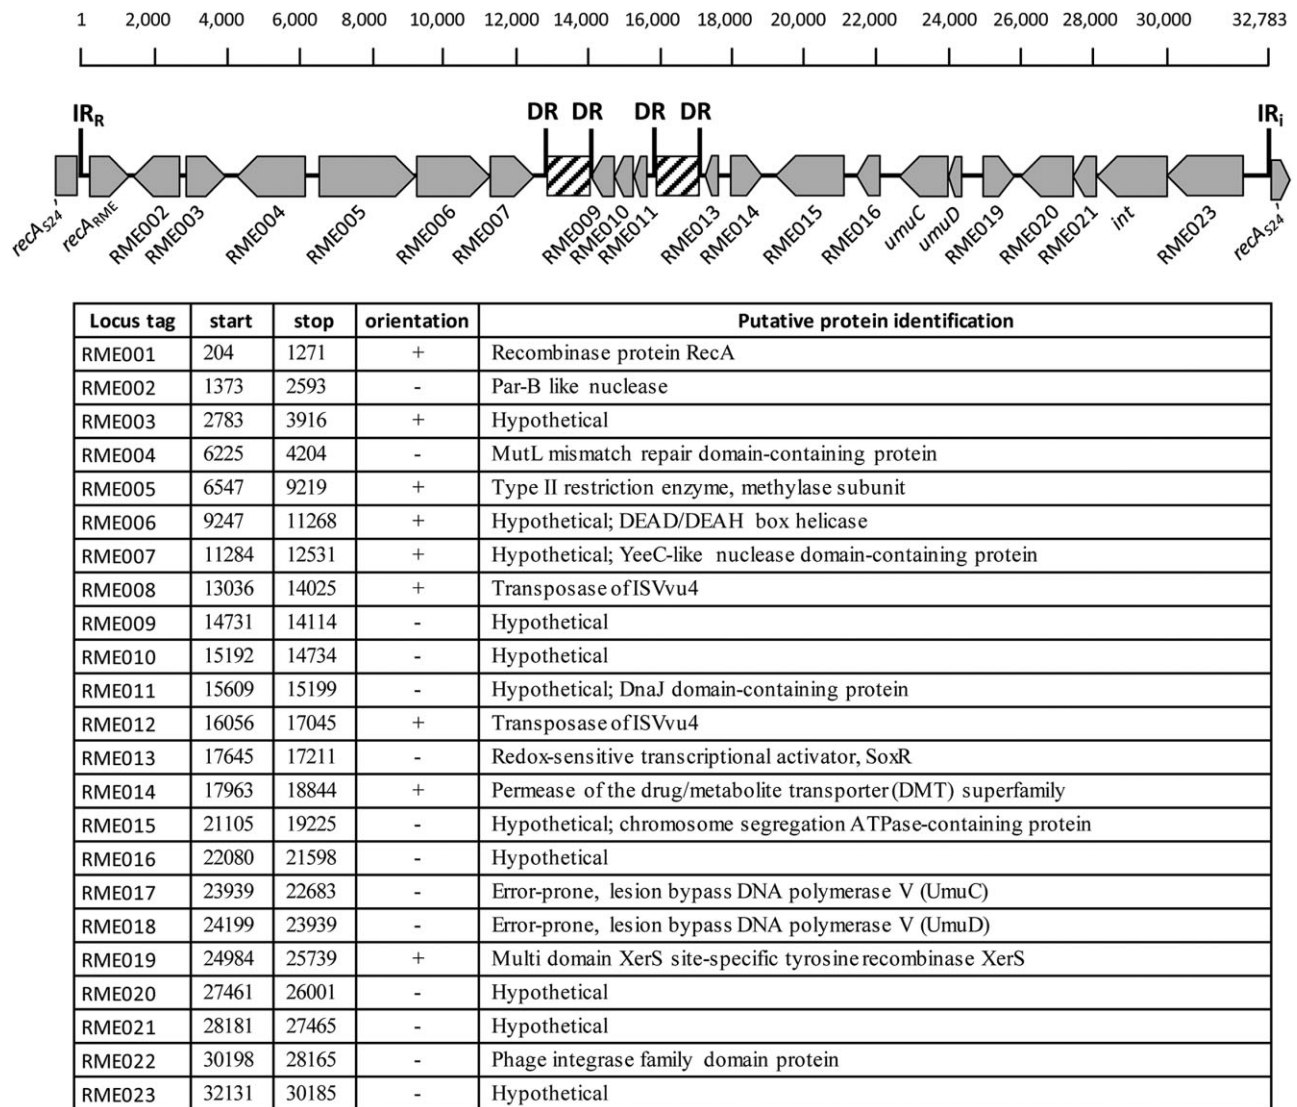 1 2,000 4,000 6,000 8,000 10,000 12,000 14,000 16,000 18,000 20,000 22,000 24,000 26,000 28,000 30,000 32,783
IRR DR DR DR DR IRi
recAS24' recARME RME002 RME003 RME004 RME005 RME006 RME007 RME009 RME010 RME011 RME013 RME014 RME015 RME016 umuC umuD RME019 RME020 RME021 int RME023 recAS24'
Locus tag start stop orientation Putative protein identification
RME001 204 1271 + Recombinase protein RecA
RME002 1373 2593 - Par-B like nuclease
RME003 2783 3916 + Hypothetical
RME004 6225 4204 - MutL mismatch repair domain-containing protein
RME005 6547 9219 + Type II restriction enzyme, methylase subunit
RME006 9247 11268 + Hypothetical; DEAD/DEAH box helicase
RME007 11284 12531 + Hypothetical; YeeC-like nuclease domain-containing protein
RME008 13036 14025 + Transposase of ISVvu4
RME009 14731 14114 - Hypothetical
RME010 15192 14734 - Hypothetical
RME011 15609 15199 - Hypothetical; DnaJ domain-containing protein
RME012 16056 17045 + Transposase of ISVvu4
RME013 17645 17211 - Redox-sensitive transcriptional activator, SoxR
RME014 17963 18844 + Permease of the drug/metabolite transporter (DMT) superfamily
RME015 21105 19225 - Hypothetical; chromosome segregation ATPase-containing protein
RME016 22080 21598 - Hypothetical
RME017 23939 22683 - Error-prone, lesion bypass DNA polymerase V (UmuC)
RME018 24199 23939 - Error-prone, lesion bypass DNA polymerase V (UmuD)
RME019 24984 25739 + Multi domain XerS site-specific tyrosine recombinase XerS
RME020 27461 26001 - Hypothetical
RME021 28181 27465 - Hypothetical
RME022 30198 28165 - Phage integrase family domain protein
RME023 32131 30185 - Hypothetical